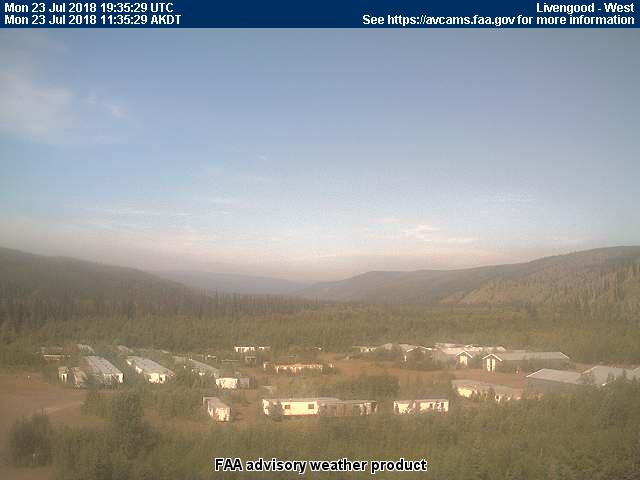 Mon 23 Jul 2018 19:35:29 UTC
Livengood - West
Mon 23 Jul 2018 11:35:29 AKDT
See https://avcams.faa.gov for more information
FAA advisory weather product